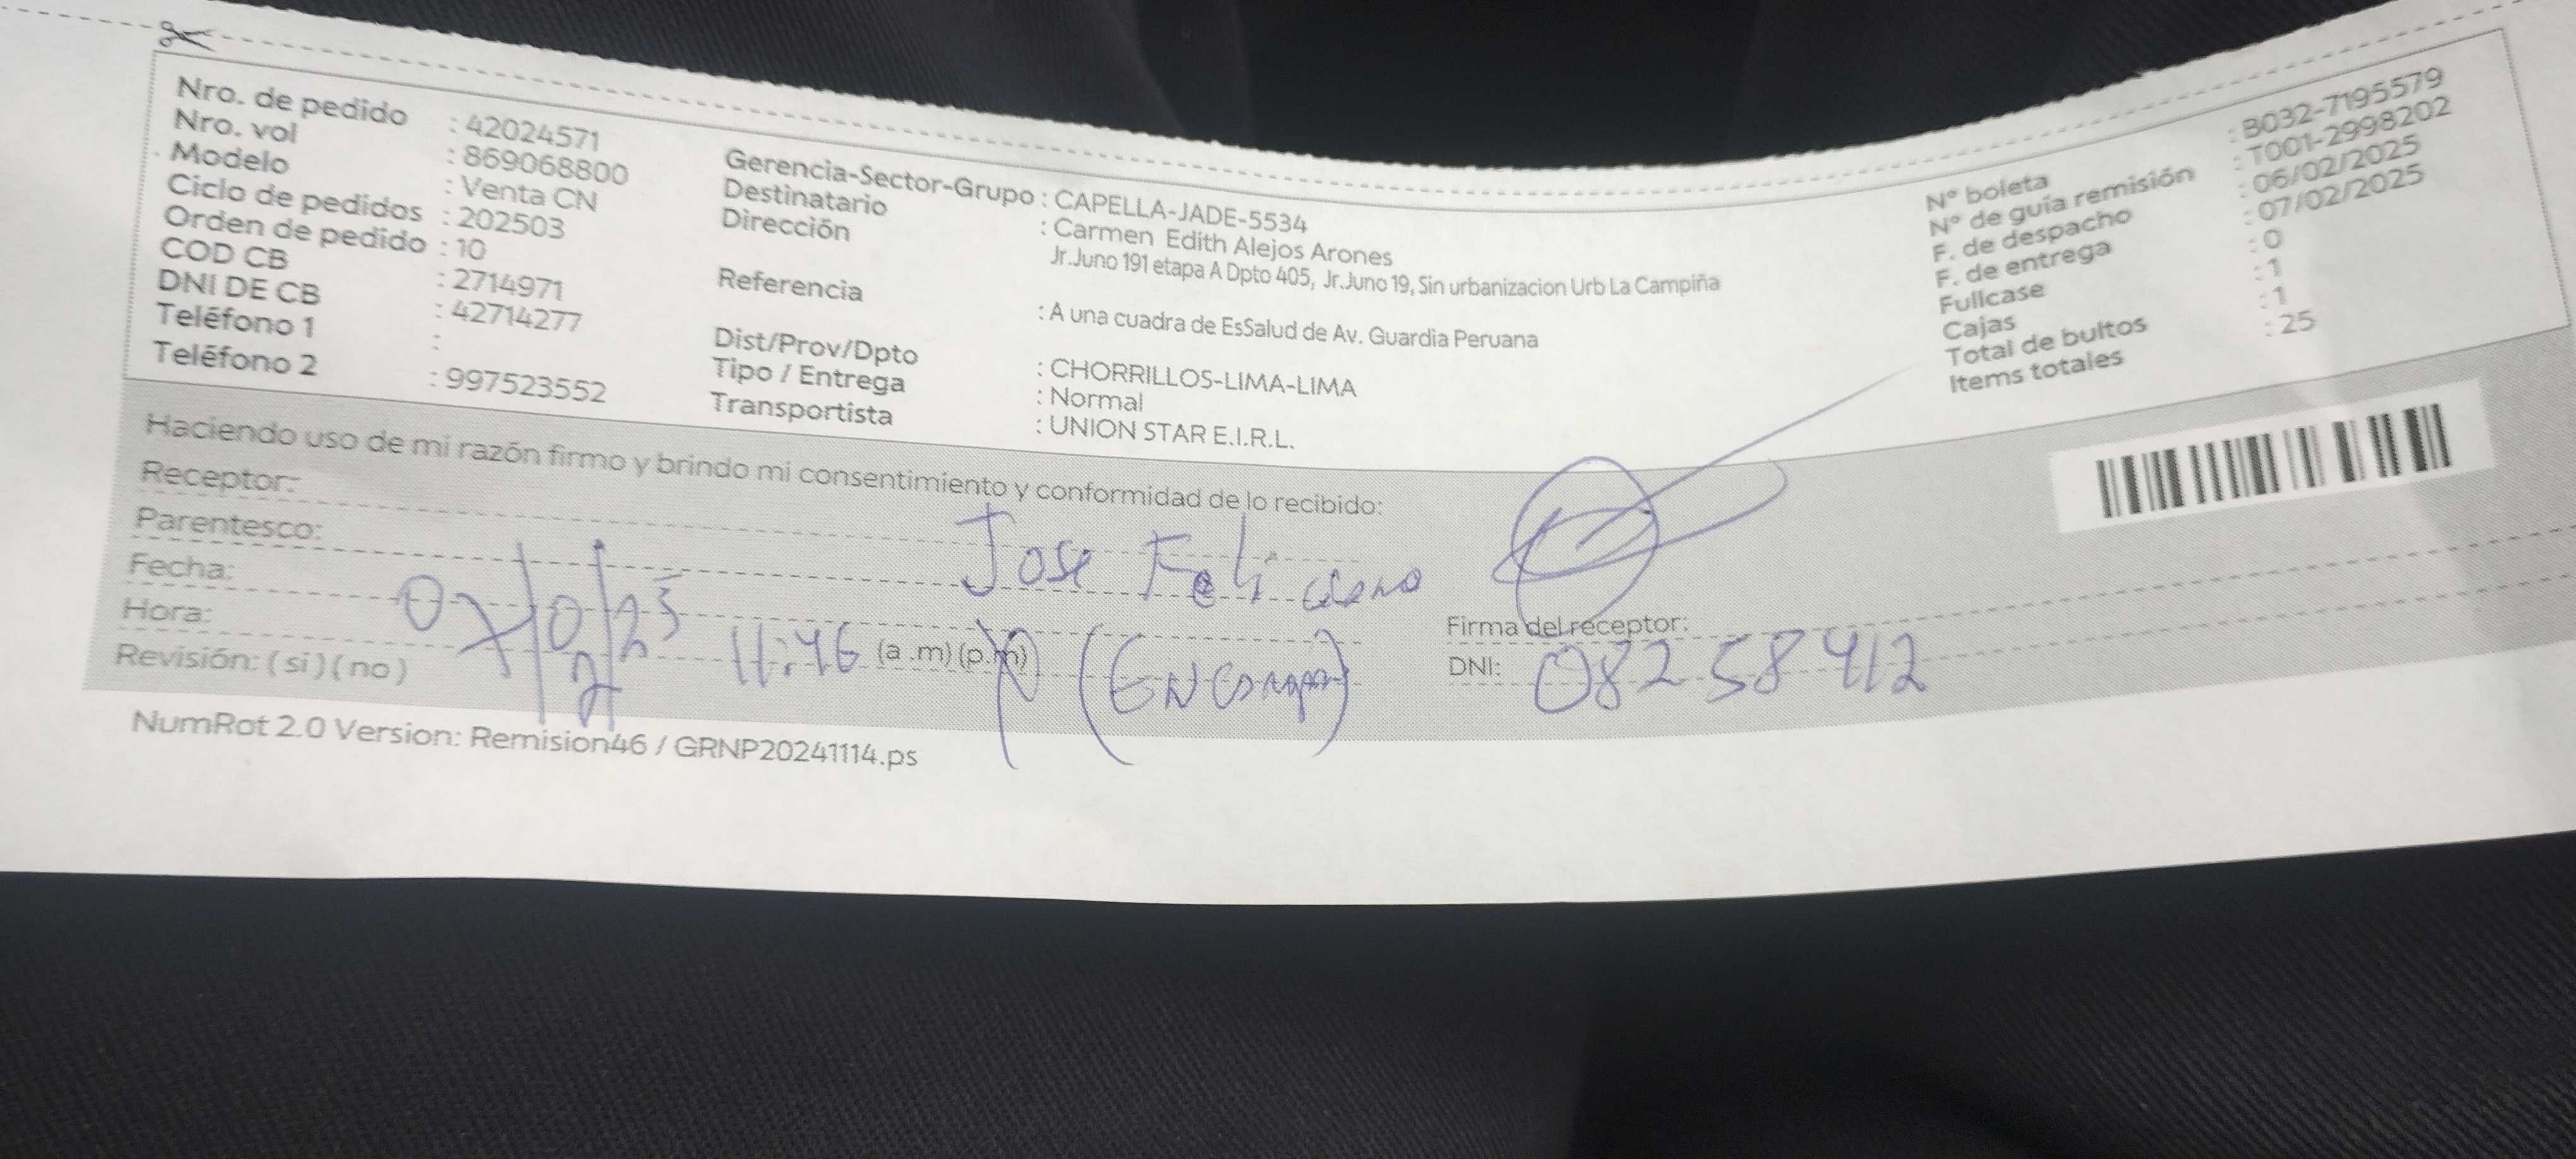 Nro. de pedido : 42024571
Nro. vol : 869068800
Modelo : Venta CN
Ciclo de pedidos : 202503
Orden de pedido : 10
COD CB : 2714971
DNI DE CB : 42714277
Teléfono 1 :
Teléfono 2 : 997523552
Gerencia-Sector-Grupo : CAPELLA-JADE-5534
Destinatario : Carmen Edith Alejos Arones
Dirección Jr.Juno 191 etapa A Dpto 405, Jr.Juno 19, Sin urbanizacion Urb La Campiña
Referencia : A una cuadra de EsSalud de Av. Guardia Peruana
Dist/Prov/Dpto : CHORRILLOS-LIMA-LIMA
Tipo / Entrega : Normal
Transportista : UNION STAR E.I.R.L.
N° boleta : B032-7195579
N° de guía remisión : T001-2998202
F. de despacho : 06/02/2025
F. de entrega : 07/02/2025
Fullcase : 0
Cajas : 1
Total de bultos : 1
Items totales : 25
Haciendo uso de mi razón firmo y brindo mi consentimiento y conformidad de lo recibido:
Receptor: Jose Feliciano
Parentesco:
Fecha: 07/02/25
Hora: 11:46 (a .m) (p.m)
Revisión: ( si ) ( no )
Firma del receptor:
DNI: 08258412
NumRot 2.0 Version: Remision46 / GRNP20241114.ps